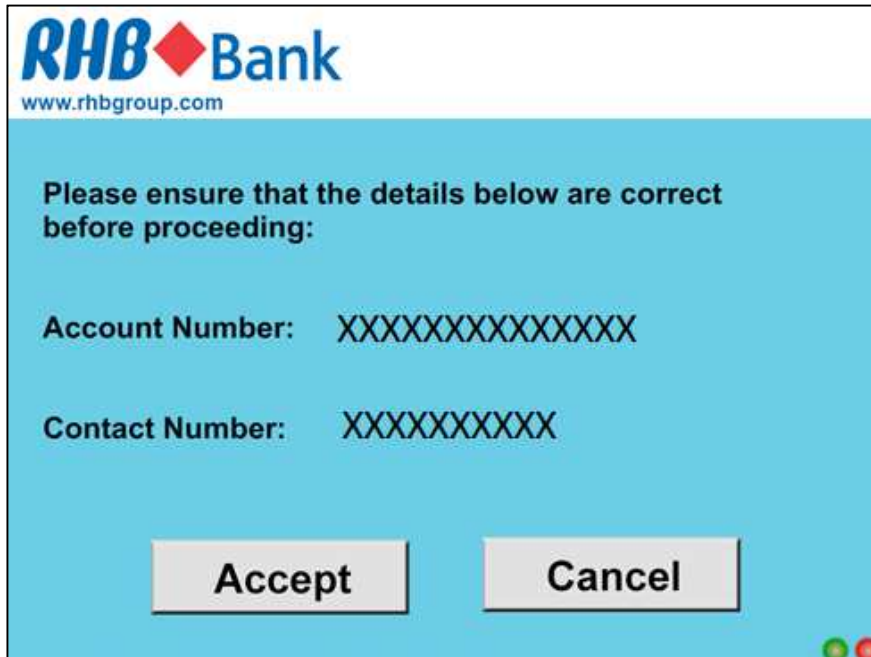 RHB Bank
www.rhbgroup.com
Please ensure that the details below are correct
before proceeding:
Account Number: XXXXXXXXXXXXXX
Contact Number: XXXXXXXXXX
Accept Cancel